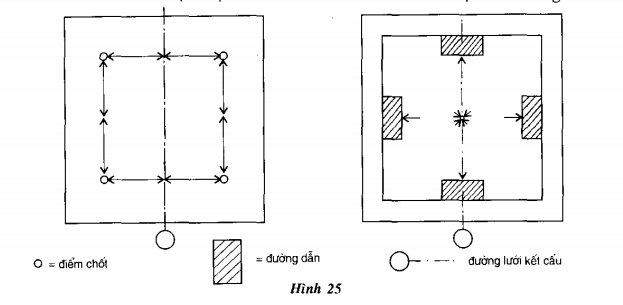 = điểm chốt
= đường dẫn
đường lưới kết cấu
Hình 25